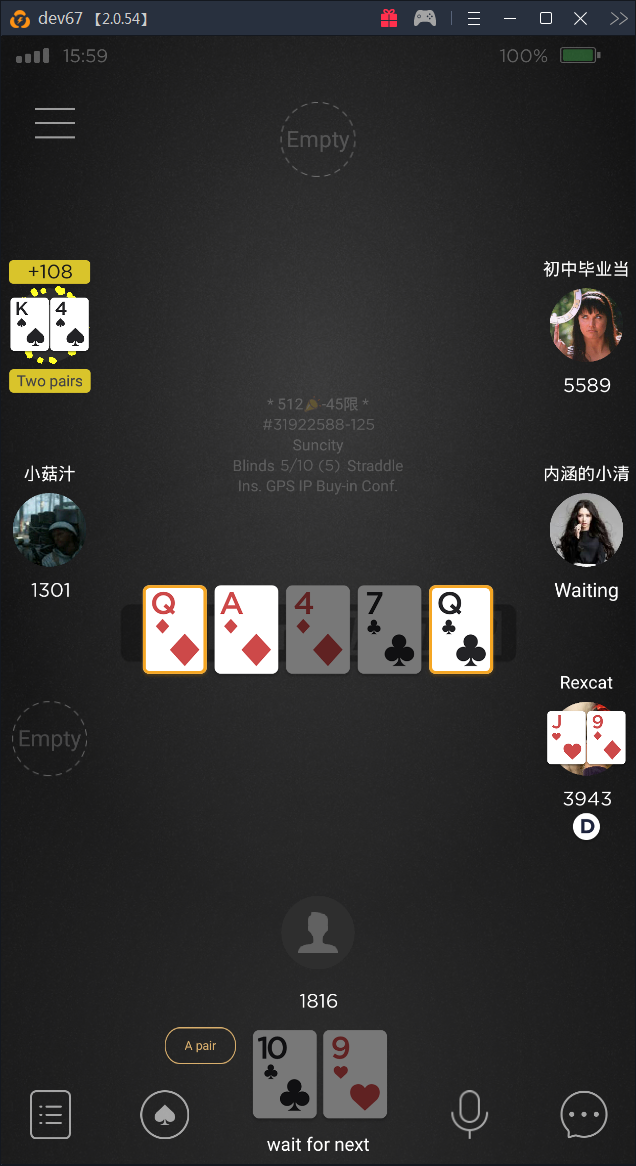 dev67 【2.0.54】
15:59
100%
Empty
+108
K 4
Two pairs
初中毕业当
5589
* 512🍕-45限 *
#31922588-125
Suncity
Blinds 5/10 (5) Straddle
Ins. GPS IP Buy-in Conf.
小菇汁
1301
内涵的小清
Waiting
Q A 4 7 Q
Empty
Rexcat
J 9
3943
D
1816
A pair
10 9
wait for next